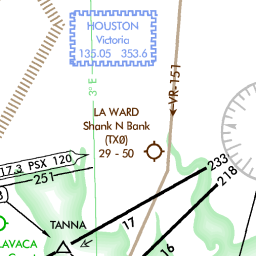 HOUSTON
Victoria
135.05 353.6
3° E
VR-151
LA WARD
Shank N Bank
(TXØ)
29 - 50
17.3 PSX 120
251
233
218
TANNA
17
16
LAVACA